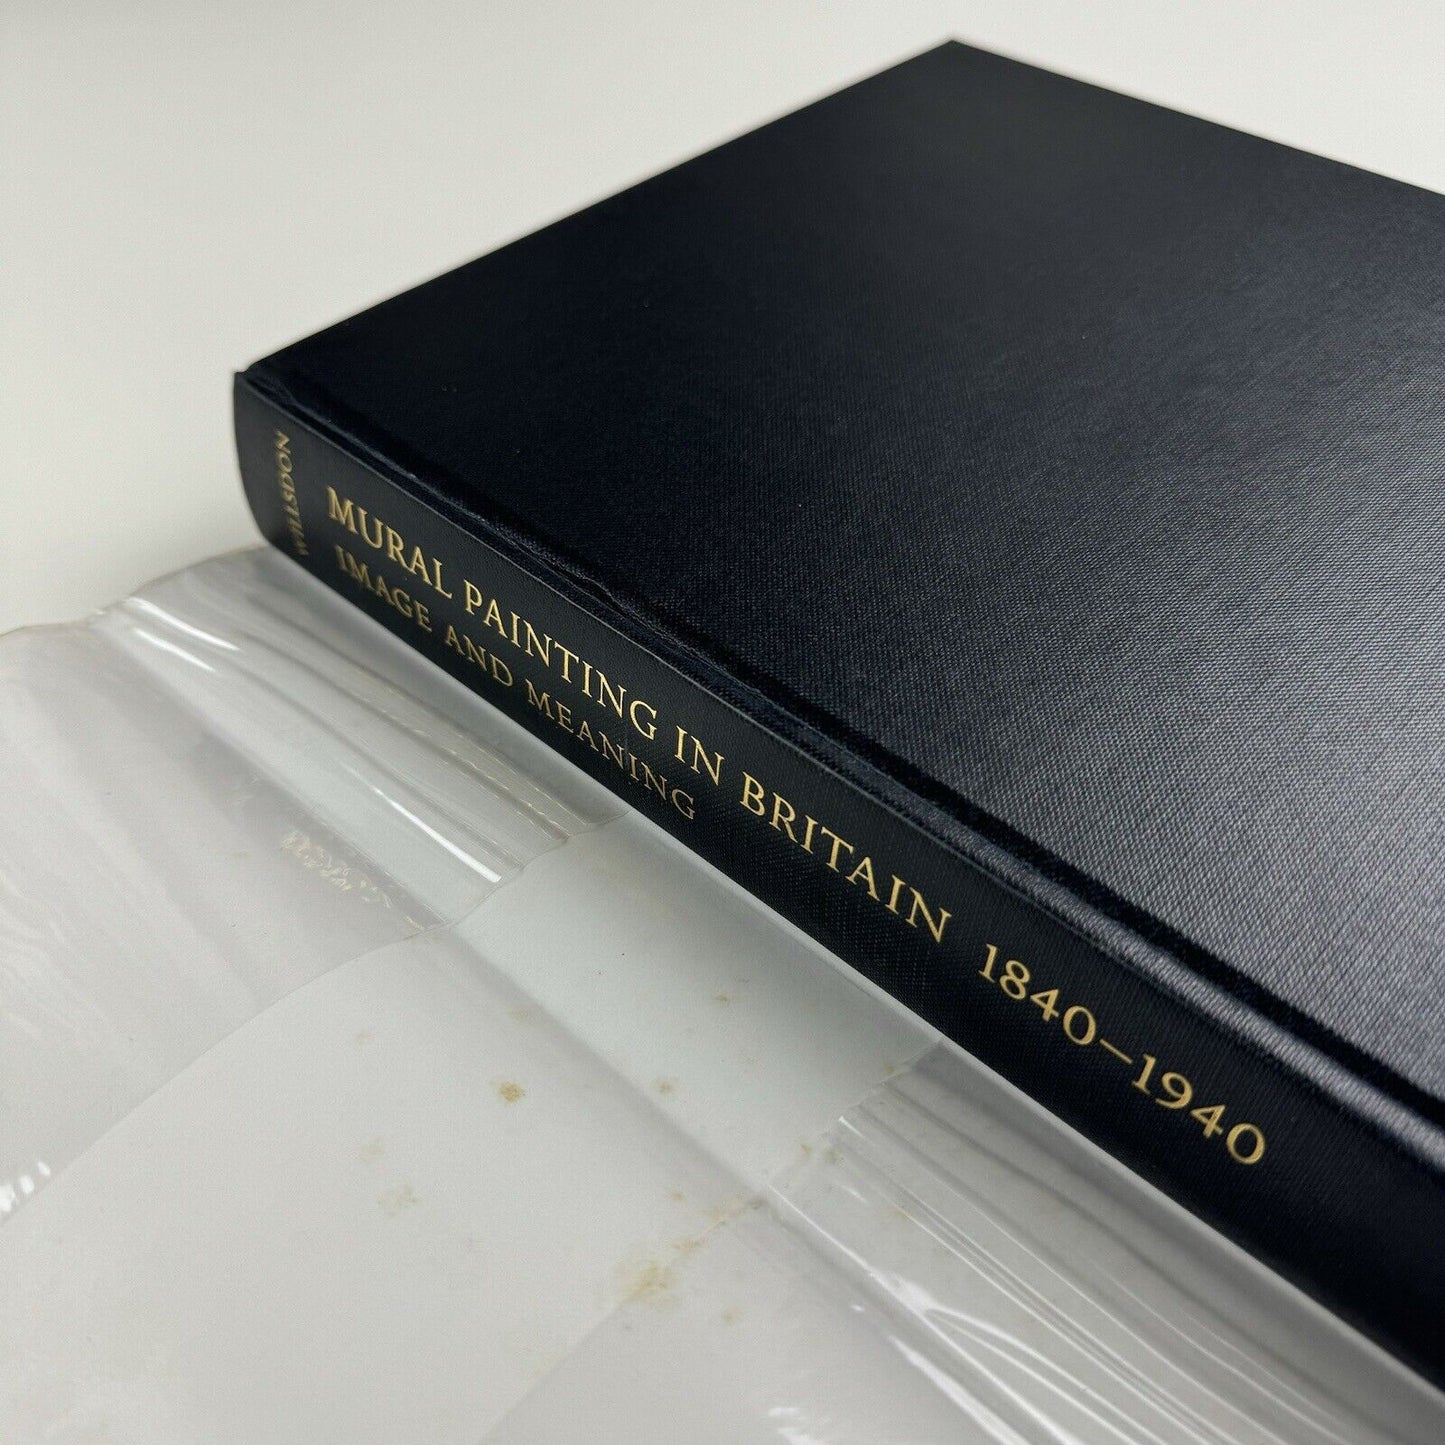 WILLSDON
MURAL PAINTING IN BRITAIN 1840–1940
IMAGE AND MEANING